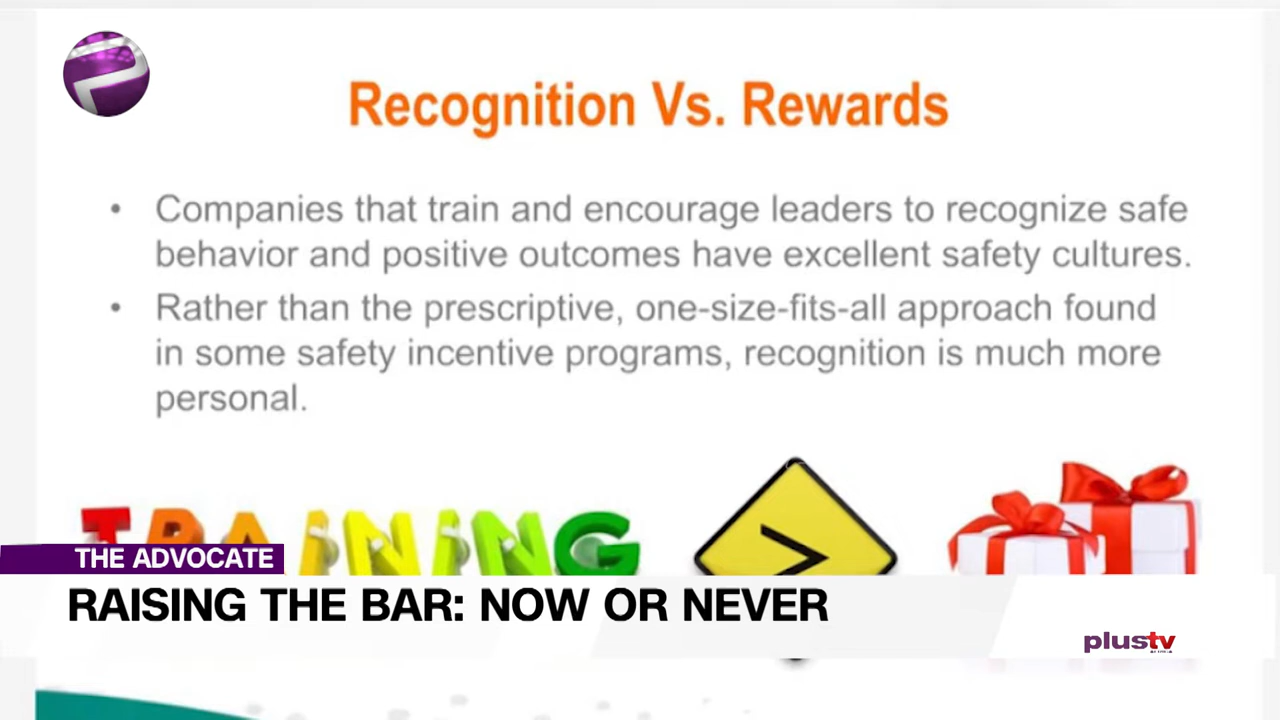 Recognition Vs. Rewards
• Companies that train and encourage leaders to recognize safe
behavior and positive outcomes have excellent safety cultures.
• Rather than the prescriptive, one-size-fits-all approach found
in some safety incentive programs, recognition is much more
personal.
TRAINING
>
THE ADVOCATE
RAISING THE BAR: NOW OR NEVER
plustv